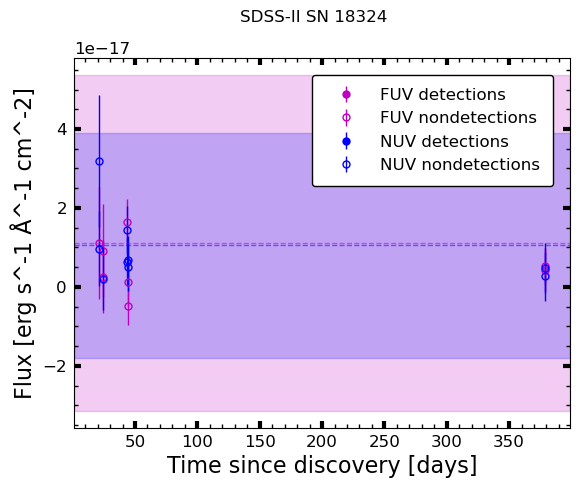 SDSS-II SN 18324
1e−17
FUV detections
FUV nondetections
NUV detections
NUV nondetections
4
2
0
−2
Flux [erg s^-1 Å^-1 cm^-2]
50 100 150 200 250 300 350
Time since discovery [days]